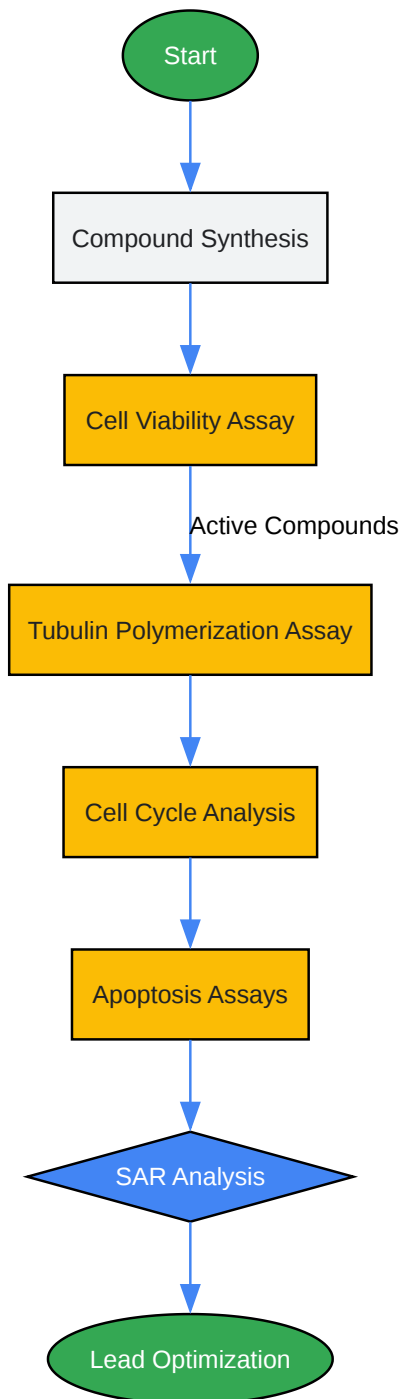 Start
Compound Synthesis
Cell Viability Assay
Active Compounds
Tubulin Polymerization Assay
Cell Cycle Analysis
Apoptosis Assays
SAR Analysis
Lead Optimization